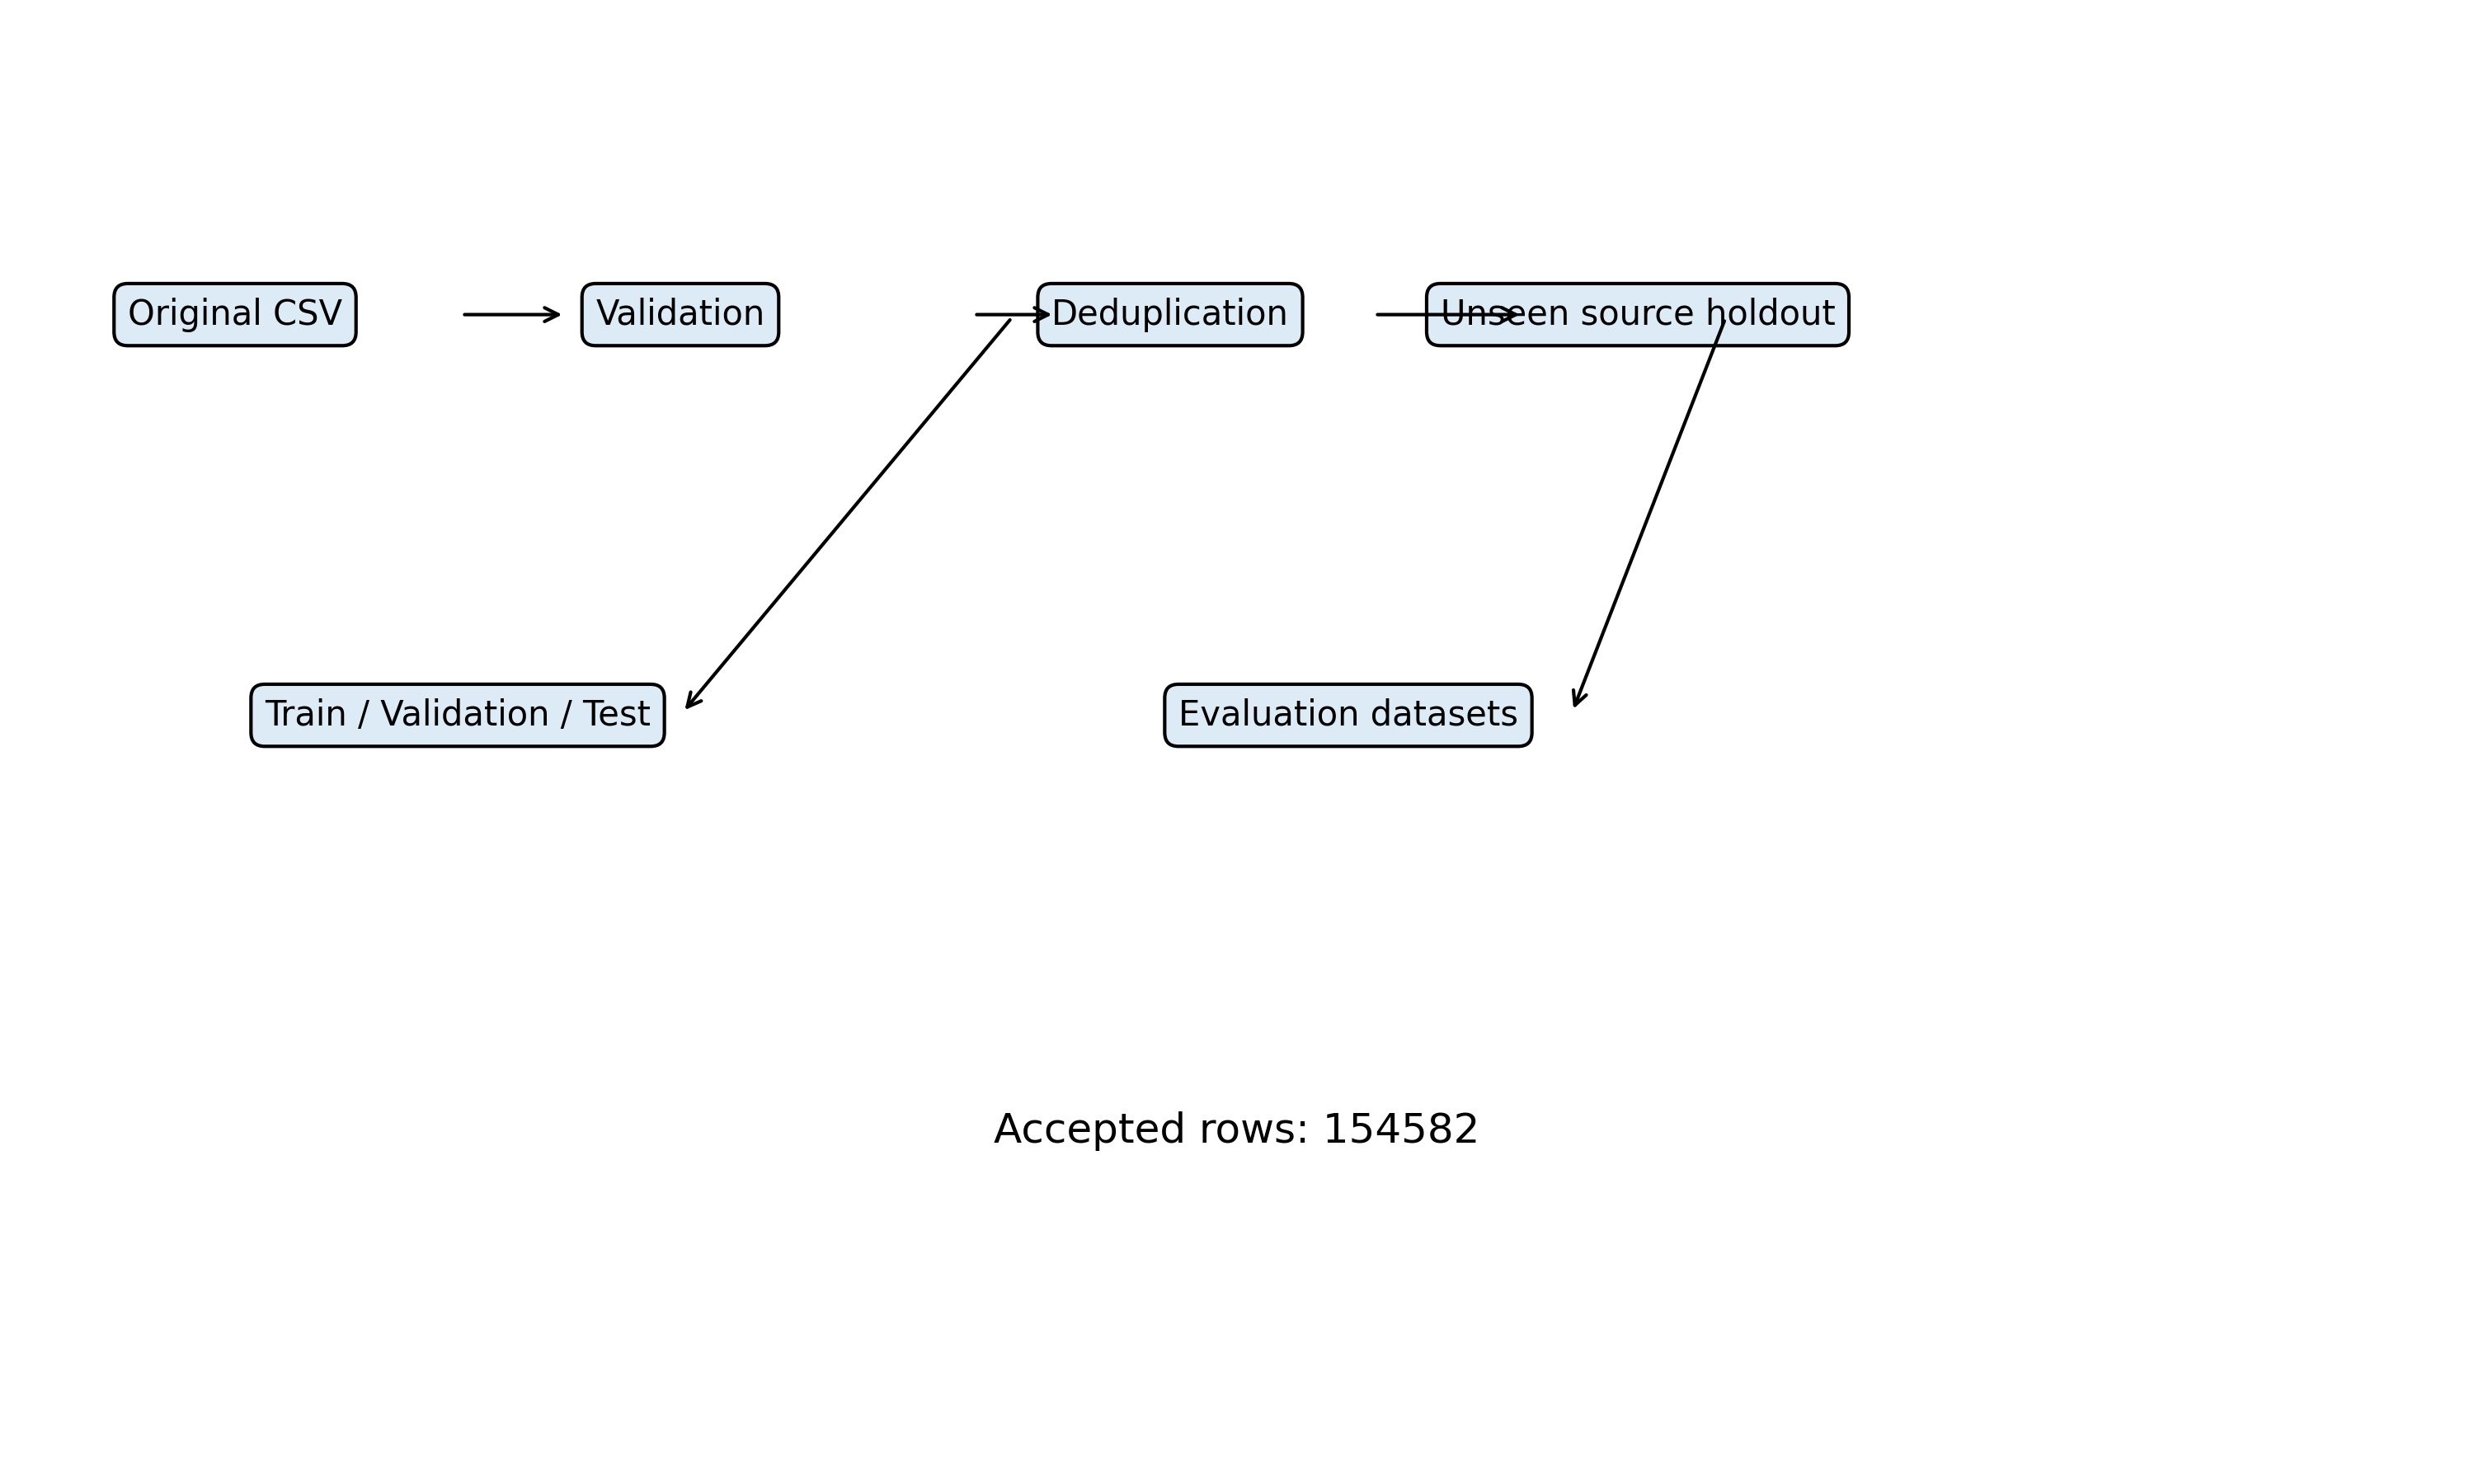 Original CSV
Validation
Deduplication
Unseen source holdout
Train / Validation / Test
Evaluation datasets
Accepted rows: 154582